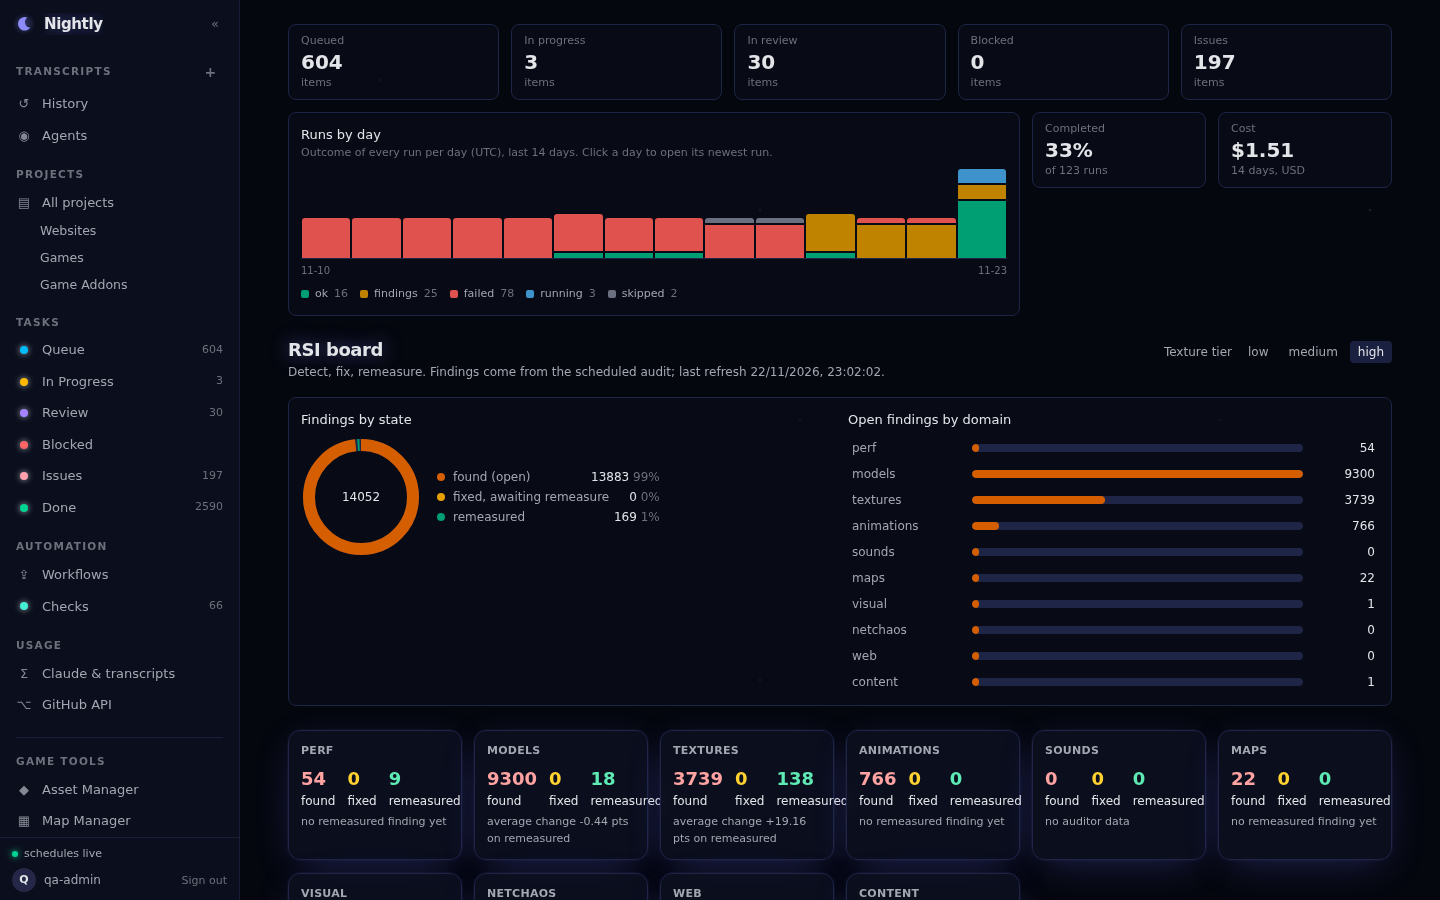 Nightly
«
TRANSCRIPTS +
History
Agents
PROJECTS
All projects
Websites
Games
Game Addons
TASKS
Queue 604
In Progress 3
Review 30
Blocked
Issues 197
Done 2590
AUTOMATION
Workflows
Checks 66
USAGE
Σ Claude & transcripts
GitHub API
GAME TOOLS
Asset Manager
Map Manager
schedules live
Q qa-admin Sign out
Queued
604
items
In progress
3
items
In review
30
items
Blocked
0
items
Issues
197
items
Runs by day
Outcome of every run per day (UTC), last 14 days. Click a day to open its newest run.
11-10 11-23
ok 16 findings 25 failed 78 running 3 skipped 2
Completed
33%
of 123 runs
Cost
$1.51
14 days, USD
RSI board
Detect, fix, remeasure. Findings come from the scheduled audit; last refresh 22/11/2026, 23:02:02.
Texture tier low medium high
Findings by state
14052
found (open) 13883 99%
fixed, awaiting remeasure 0 0%
remeasured 169 1%
Open findings by domain
perf 54
models 9300
textures 3739
animations 766
sounds 0
maps 22
visual 1
netchaos 0
web 0
content 1
PERF
54 0 9
found fixed remeasured
no remeasured finding yet
MODELS
9300 0 18
found fixed remeasured
average change -0.44 pts
on remeasured
TEXTURES
3739 0 138
found fixed remeasured
average change +19.16
pts on remeasured
ANIMATIONS
766 0 0
found fixed remeasured
no remeasured finding yet
SOUNDS
0 0 0
found fixed remeasured
no auditor data
MAPS
22 0 0
found fixed remeasured
no remeasured finding yet
VISUAL
NETCHAOS
WEB
CONTENT